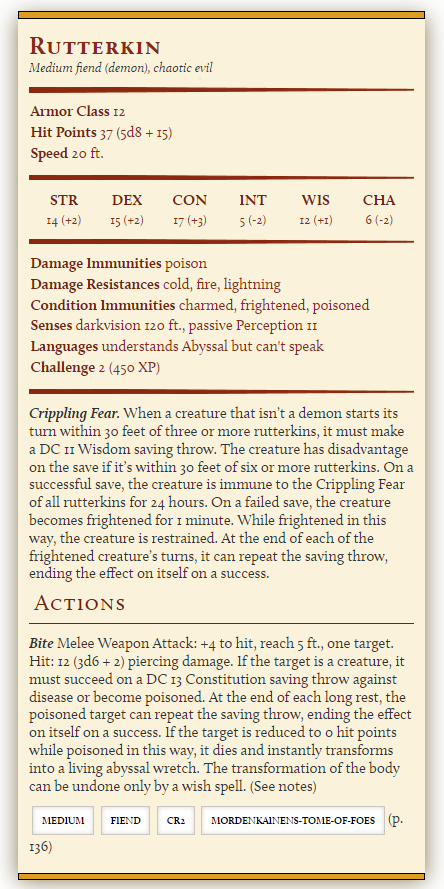 Rutterkin
Medium fiend (demon), chaotic evil
Armor Class 12
Hit Points 37 (5d8 + 15)
Speed 20 ft.
STR DEX CON INT WIS CHA
14 (+2) 15 (+2) 17 (+3) 5 (-2) 12 (+1) 6 (-2)
Damage Immunities poison
Damage Resistances cold, fire, lightning
Condition Immunities charmed, frightened, poisoned
Senses darkvision 120 ft., passive Perception 11
Languages understands Abyssal but can't speak
Challenge 2 (450 XP)
Crippling Fear. When a creature that isn't a demon starts its
turn within 30 feet of three or more rutterkins, it must make
a DC 11 Wisdom saving throw. The creature has disadvantage
on the save if it's within 30 feet of six or more rutterkins. On a
successful save, the creature is immune to the Crippling Fear
of all rutterkins for 24 hours. On a failed save, the creature
becomes frightened for 1 minute. While frightened in this
way, the creature is restrained. At the end of each of the
frightened creature's turns, it can repeat the saving throw,
ending the effect on itself on a success.
Actions
Bite Melee Weapon Attack: +4 to hit, reach 5 ft., one target.
Hit: 12 (3d6 + 2) piercing damage. If the target is a creature, it
must succeed on a DC 13 Constitution saving throw against
disease or become poisoned. At the end of each long rest, the
poisoned target can repeat the saving throw, ending the effect
on itself on a success. If the target is reduced to 0 hit points
while poisoned in this way, it dies and instantly transforms
into a living abyssal wretch. The transformation of the body
can be undone only by a wish spell. (See notes)
MEDIUM FIEND CR2 MORDENKAINENS-TOME-OF-FOES (p.
136)